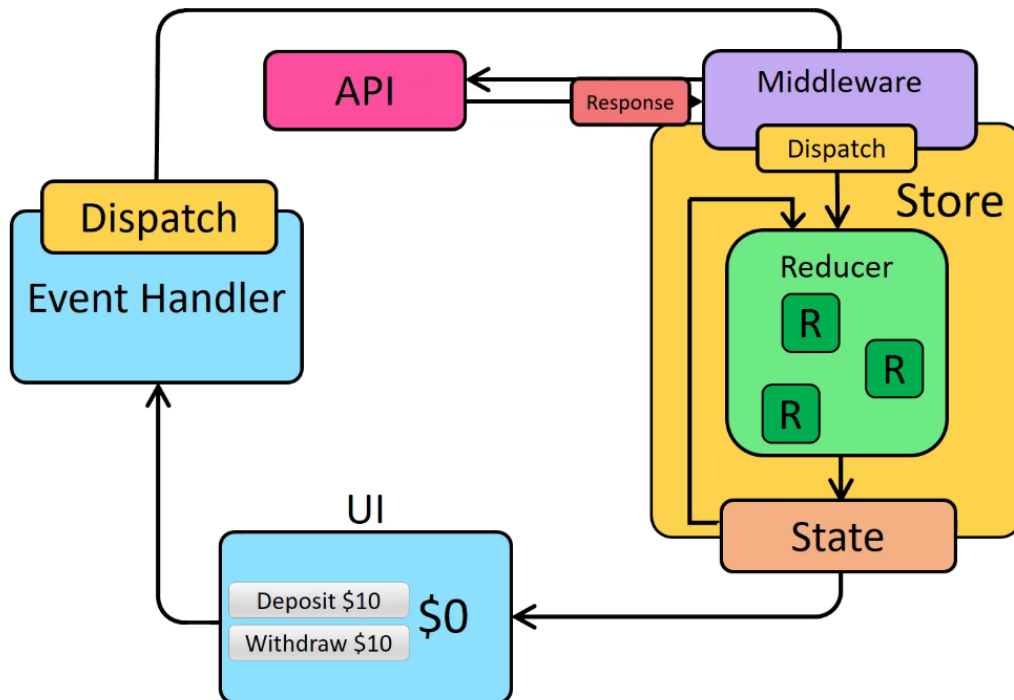 API
Response
Middleware
Dispatch
Store
Dispatch
Event Handler
Reducer
R
R
R
UI
State
Deposit $10
Withdraw $10
$0